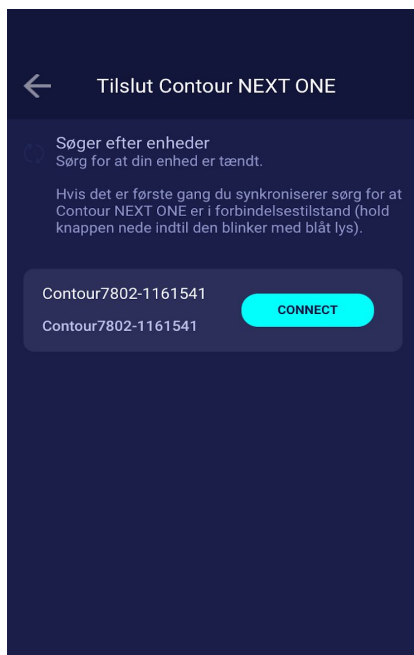 Tilslut Contour NEXT ONE
Søger efter enheder
Sørg for at din enhed er tændt.
Hvis det er første gang du synkroniserer sørg for at
Contour NEXT ONE er i forbindelsestilstand (hold
knappen nede indtil den blinker med blåt lys).
Contour7802-1161541
CONNECT
Contour7802-1161541